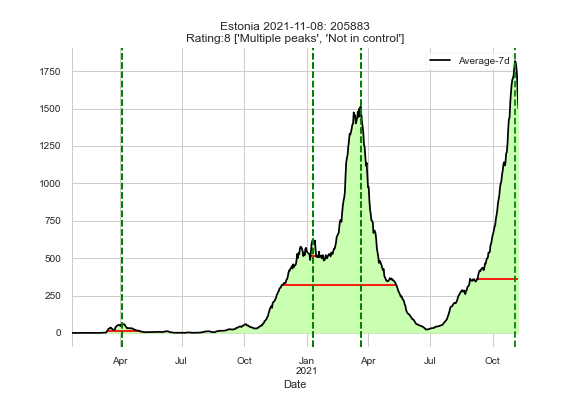 Estonia 2021-11-08: 205883
Rating:8 ['Multiple peaks', 'Not in control']
Average-7d
1750
1500
1250
1000
750
500
250
0
Apr Jul Oct Jan Apr Jul Oct
2021
Date